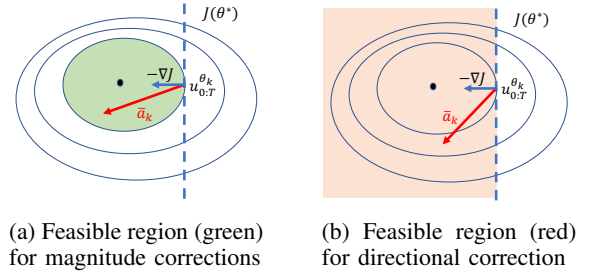 J(θ*)
−∇J
u_{0:T}^{θ_k}
ā_k
(a) Feasible region (green)
for magnitude corrections
J(θ*)
−∇J
u_{0:T}^{θ_k}
ā_k
(b) Feasible region (red)
for directional correction